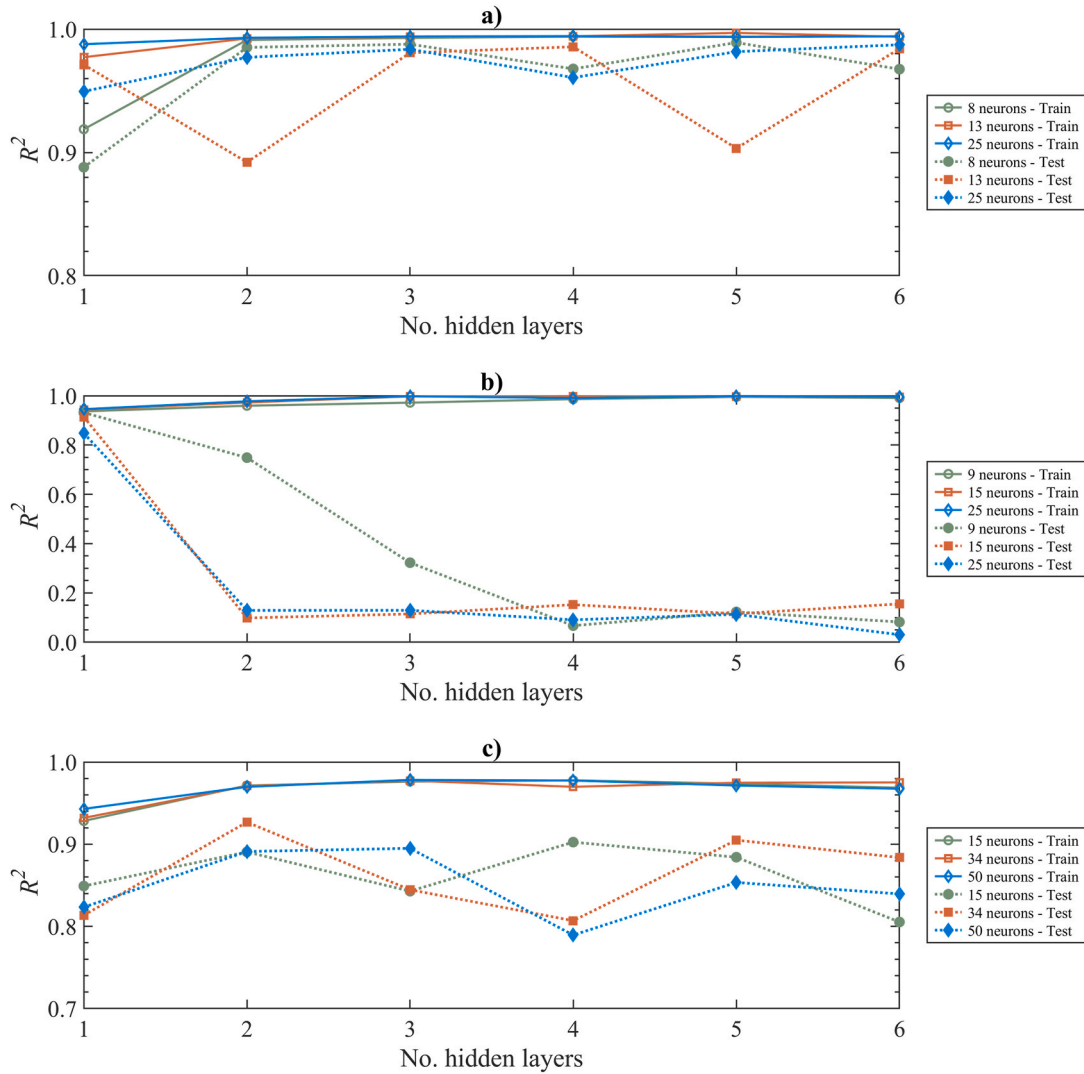 a)
1.0
0.9
0.8
R²
1 2 3 4 5 6
No. hidden layers
8 neurons - Train
13 neurons - Train
25 neurons - Train
8 neurons - Test
13 neurons - Test
25 neurons - Test
b)
1.0
0.8
0.6
0.4
0.2
0.0
R²
1 2 3 4 5 6
No. hidden layers
9 neurons - Train
15 neurons - Train
25 neurons - Train
9 neurons - Test
15 neurons - Test
25 neurons - Test
c)
1.0
0.9
0.8
0.7
R²
1 2 3 4 5 6
No. hidden layers
15 neurons - Train
34 neurons - Train
50 neurons - Train
15 neurons - Test
34 neurons - Test
50 neurons - Test